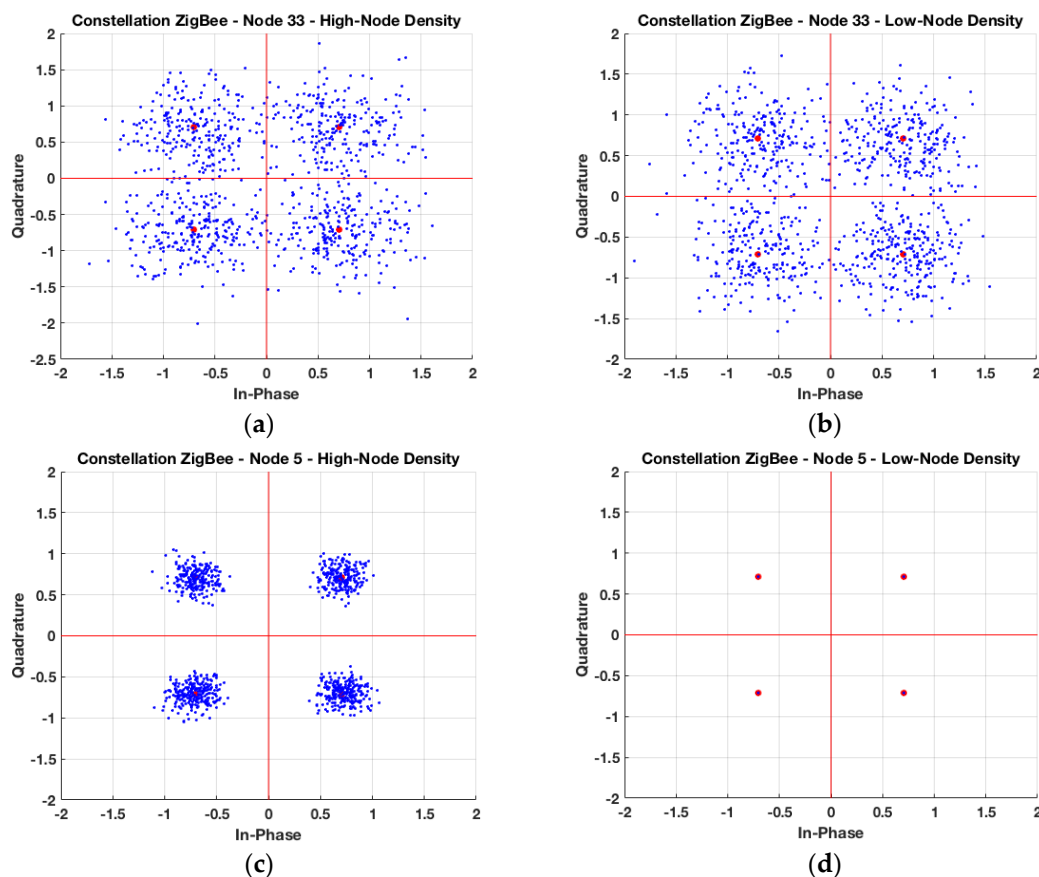 Constellation ZigBee - Node 33 - High-Node Density
2
1.5
1
0.5
0
-0.5
-1
-1.5
-2
-2.5
Quadrature
-2 -1.5 -1 -0.5 0 0.5 1 1.5 2
In-Phase
(a)
Constellation ZigBee - Node 33 - Low-Node Density
2
1.5
1
0.5
0
-0.5
-1
-1.5
-2
Quadrature
-2 -1.5 -1 -0.5 0 0.5 1 1.5 2
In-Phase
(b)
Constellation ZigBee - Node 5 - High-Node Density
2
1.5
1
0.5
0
-0.5
-1
-1.5
-2
Quadrature
-2 -1.5 -1 -0.5 0 0.5 1 1.5 2
In-Phase
(c)
Constellation ZigBee - Node 5 - Low-Node Density
2
1.5
1
0.5
0
-0.5
-1
-1.5
-2
Quadrature
-2 -1.5 -1 -0.5 0 0.5 1 1.5 2
In-Phase
(d)